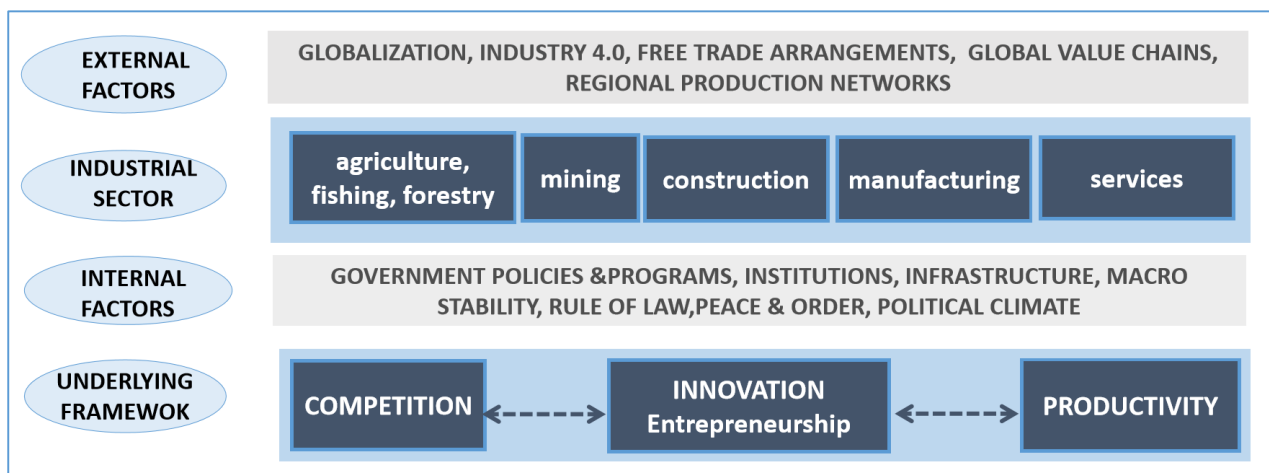 EXTERNAL
FACTORS
GLOBALIZATION, INDUSTRY 4.0, FREE TRADE ARRANGEMENTS, GLOBAL VALUE CHAINS,
REGIONAL PRODUCTION NETWORKS
INDUSTRIAL
SECTOR
agriculture,
fishing, forestry
mining
construction
manufacturing
services
INTERNAL
FACTORS
GOVERNMENT POLICIES &PROGRAMS, INSTITUTIONS, INFRASTRUCTURE, MACRO
STABILITY, RULE OF LAW,PEACE & ORDER, POLITICAL CLIMATE
UNDERLYING
FRAMEWOK
COMPETITION
INNOVATION
Entrepreneurship
PRODUCTIVITY